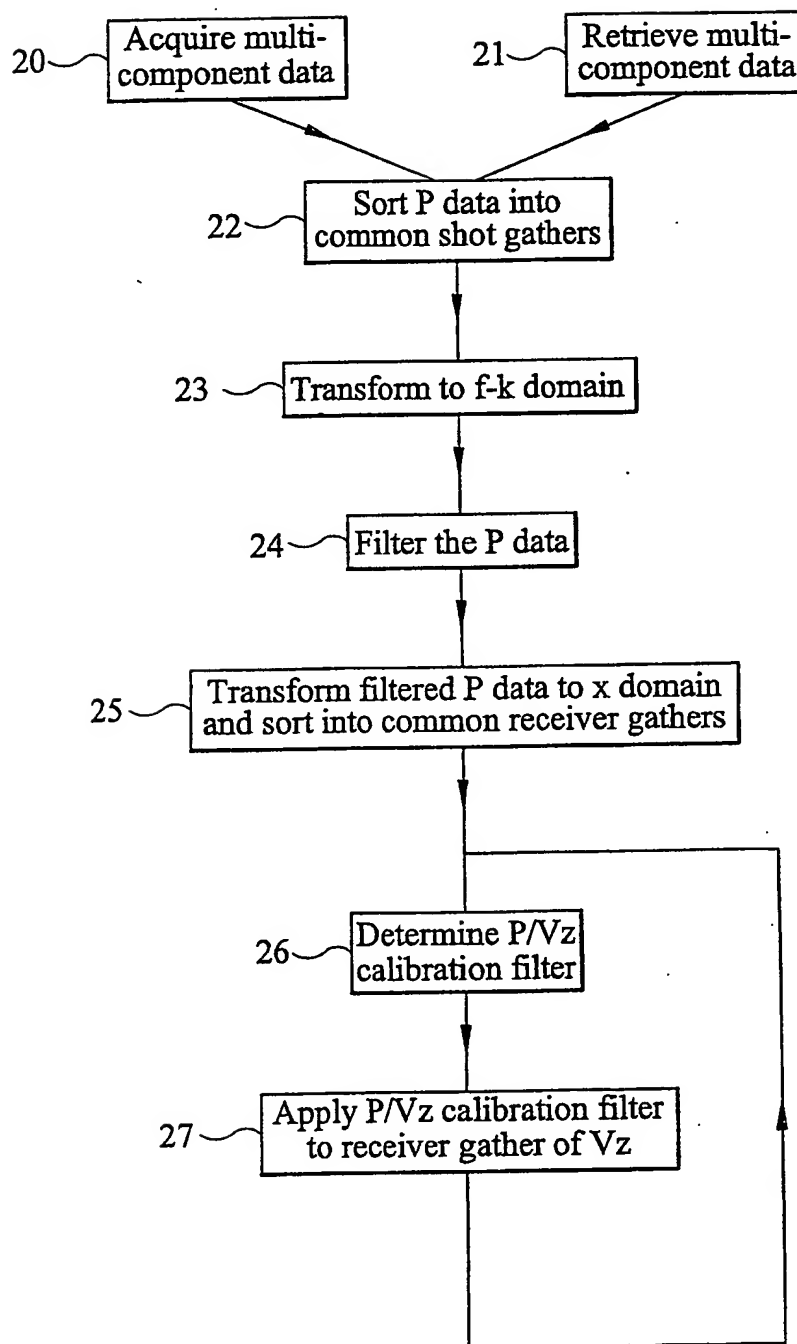 20
Acquire multi-
component data
21
Retrieve multi-
component data
22
Sort P data into
common shot gathers
23
Transform to f-k domain
24
Filter the P data
25
Transform filtered P data to x domain
and sort into common receiver gathers
26
Determine P/Vz
calibration filter
27
Apply P/Vz calibration filter
to receiver gather of Vz